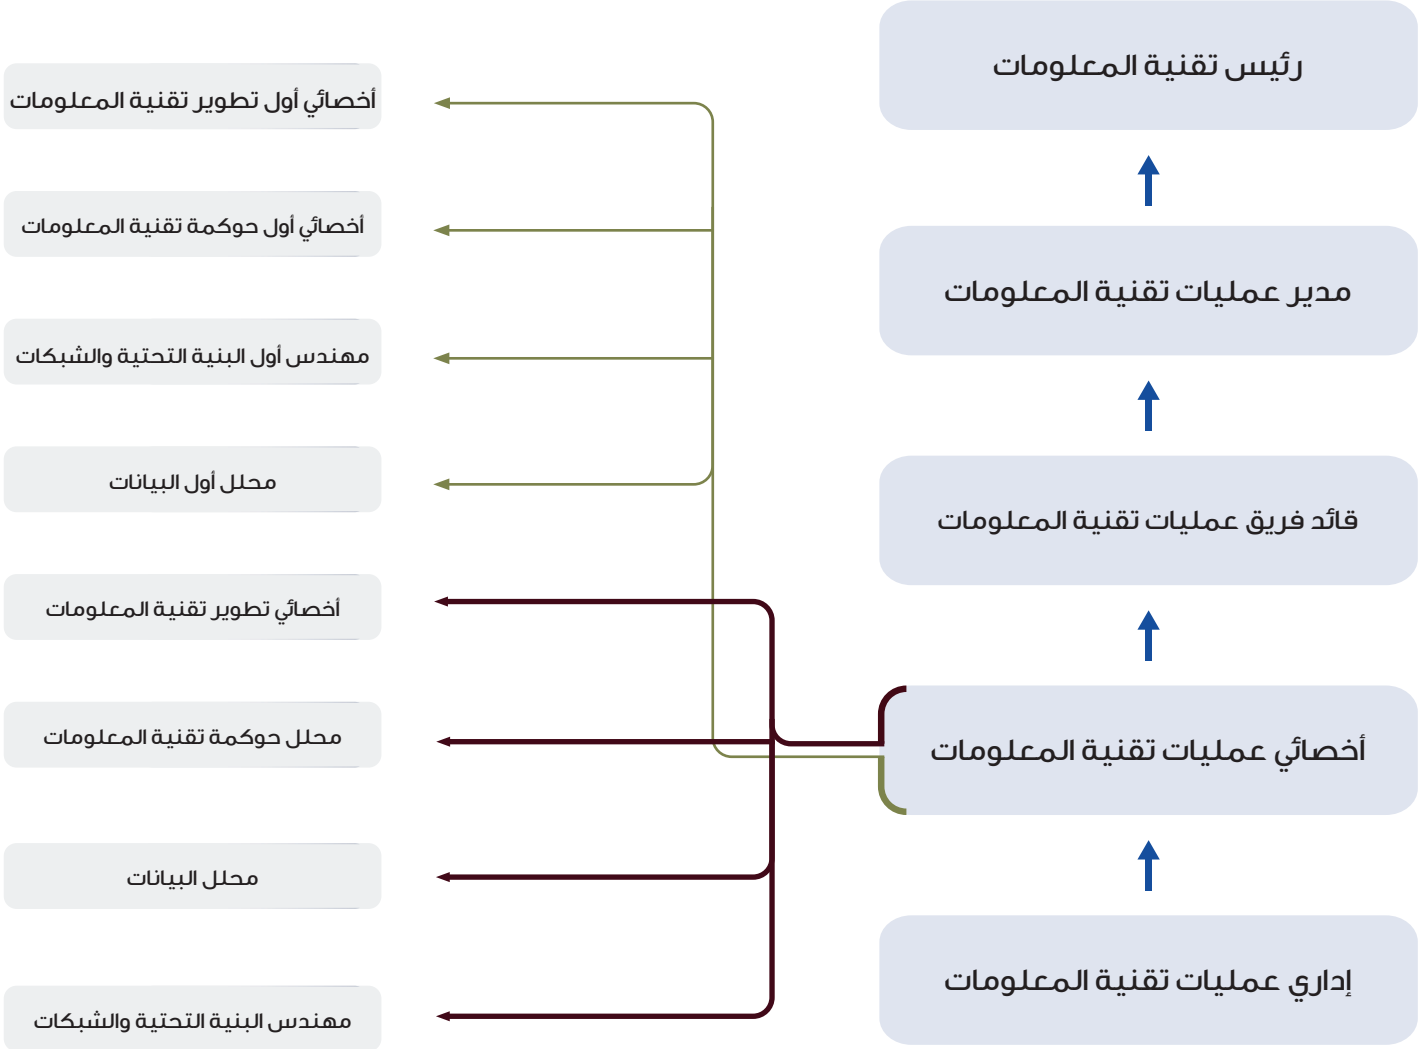 رئيس تقنية المعلومات
مدير عمليات تقنية المعلومات
قائد فريق عمليات تقنية المعلومات
أخصائي عمليات تقنية المعلومات
إداري عمليات تقنية المعلومات
أخصائي أول تطوير تقنية المعلومات
أخصائي أول حوكمة تقنية المعلومات
مهندس أول البنية التحتية والشبكات
محلل أول البيانات
أخصائي تطوير تقنية المعلومات
محلل حوكمة تقنية المعلومات
محلل البيانات
مهندس البنية التحتية والشبكات